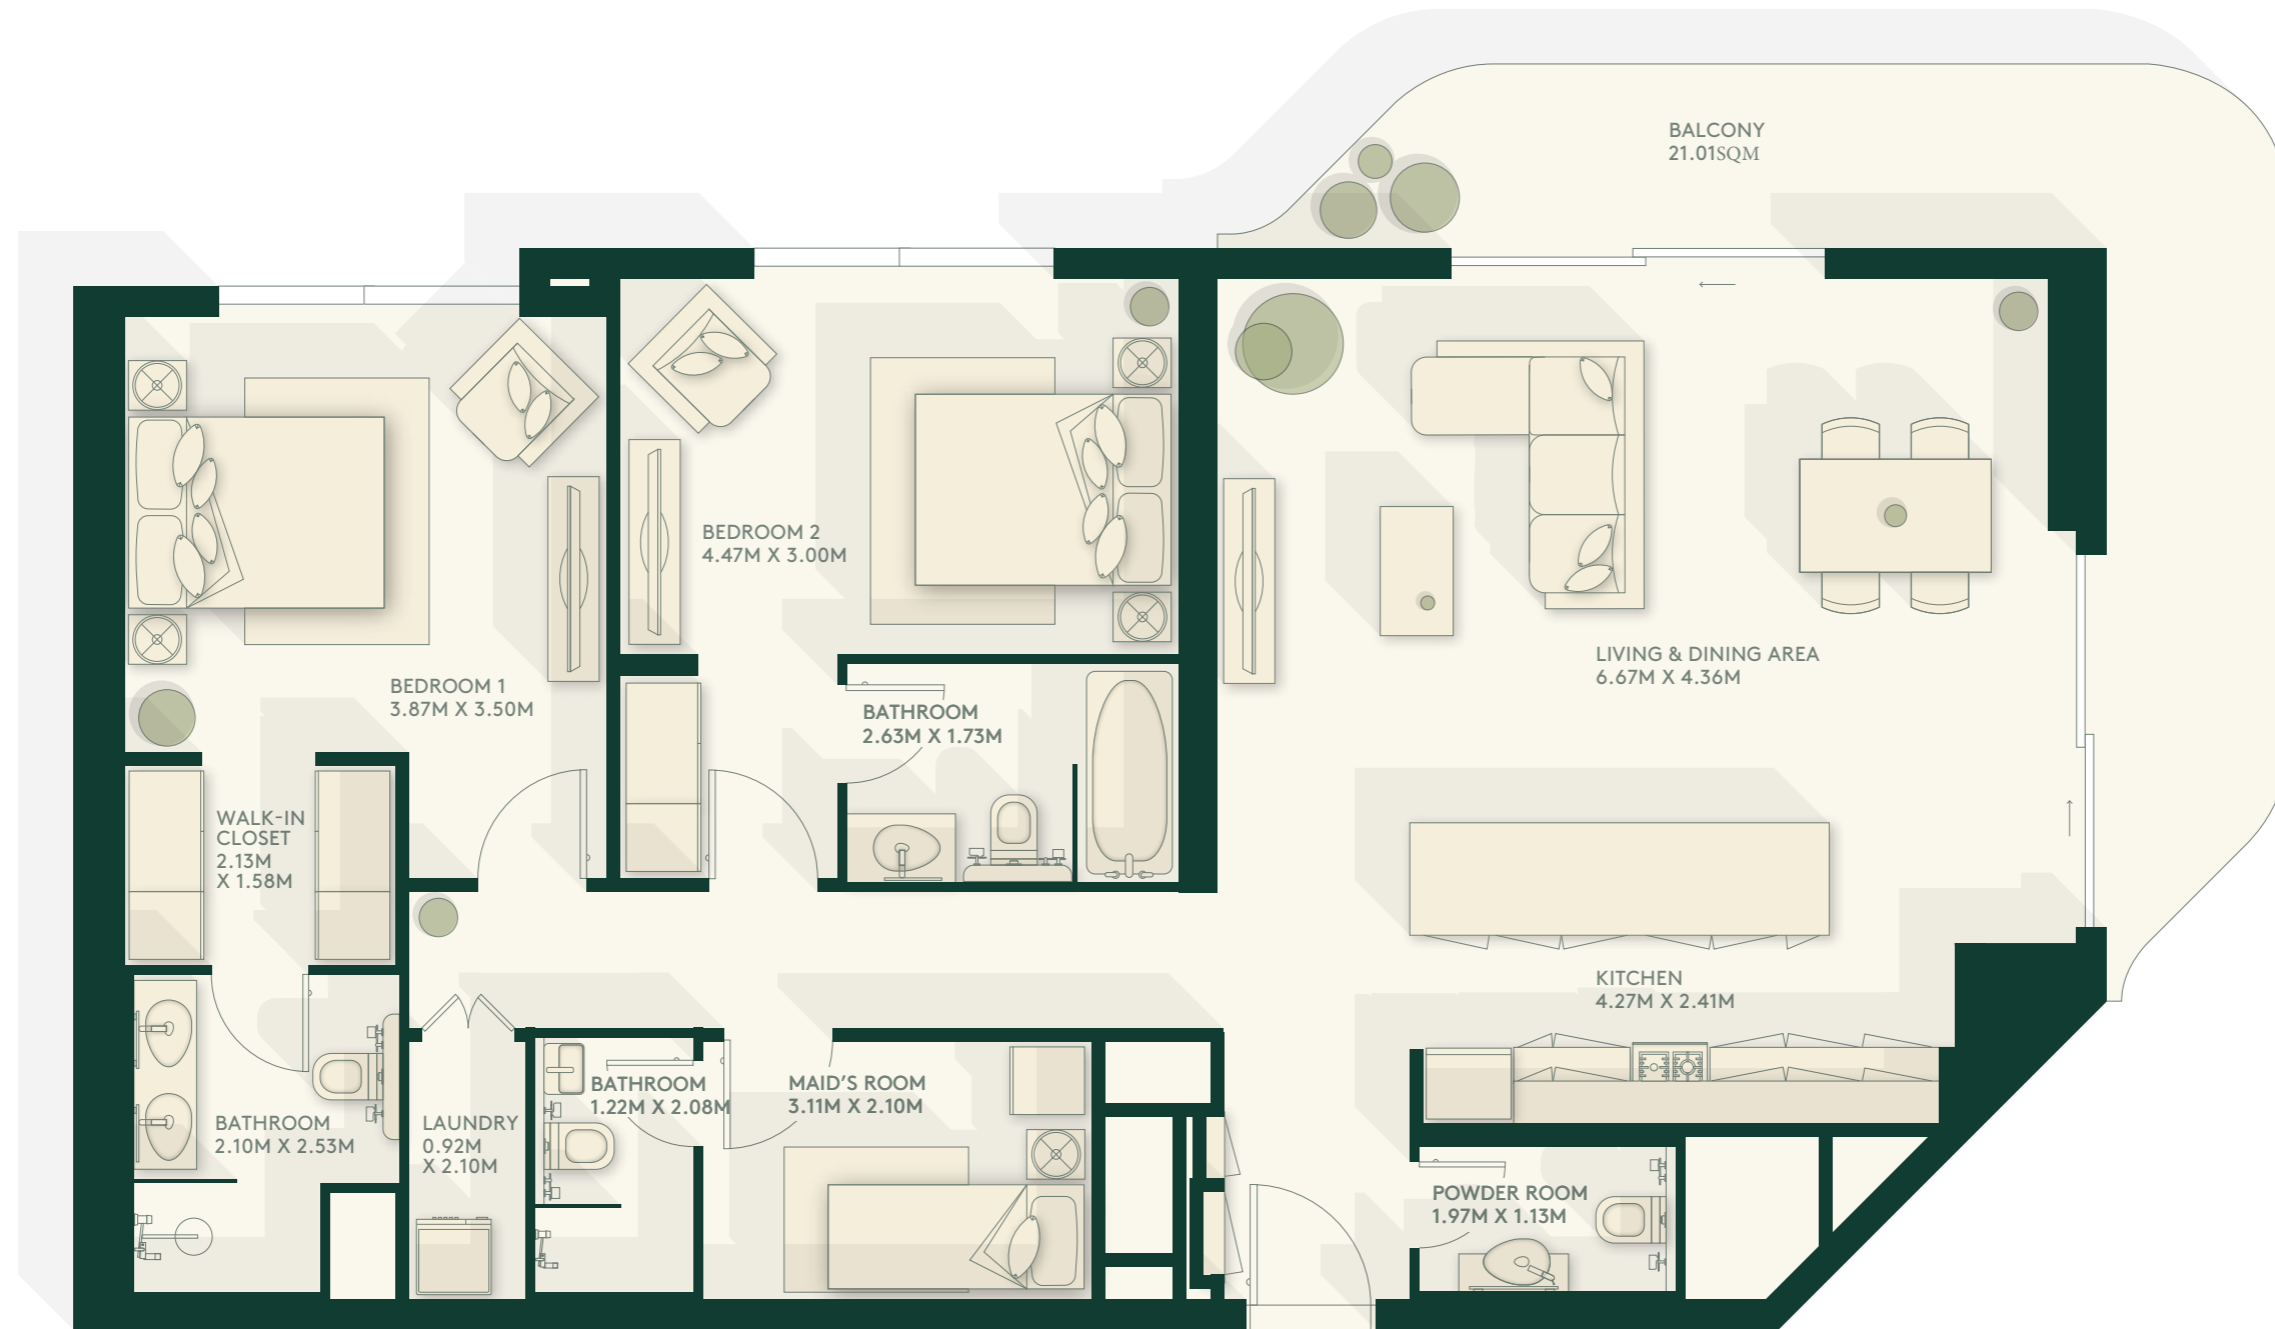 BALCONY
21.01SQM
BEDROOM 2
4.47M X 3.00M
LIVING & DINING AREA
6.67M X 4.36M
BEDROOM 1
3.87M X 3.50M
BATHROOM
2.63M X 1.73M
WALK-IN
CLOSET
2.13M
X 1.58M
KITCHEN
4.27M X 2.41M
BATHROOM
2.10M X 2.53M
LAUNDRY
0.92M
X 2.10M
BATHROOM
1.22M X 2.08M
MAID'S ROOM
3.11M X 2.10M
POWDER ROOM
1.97M X 1.13M